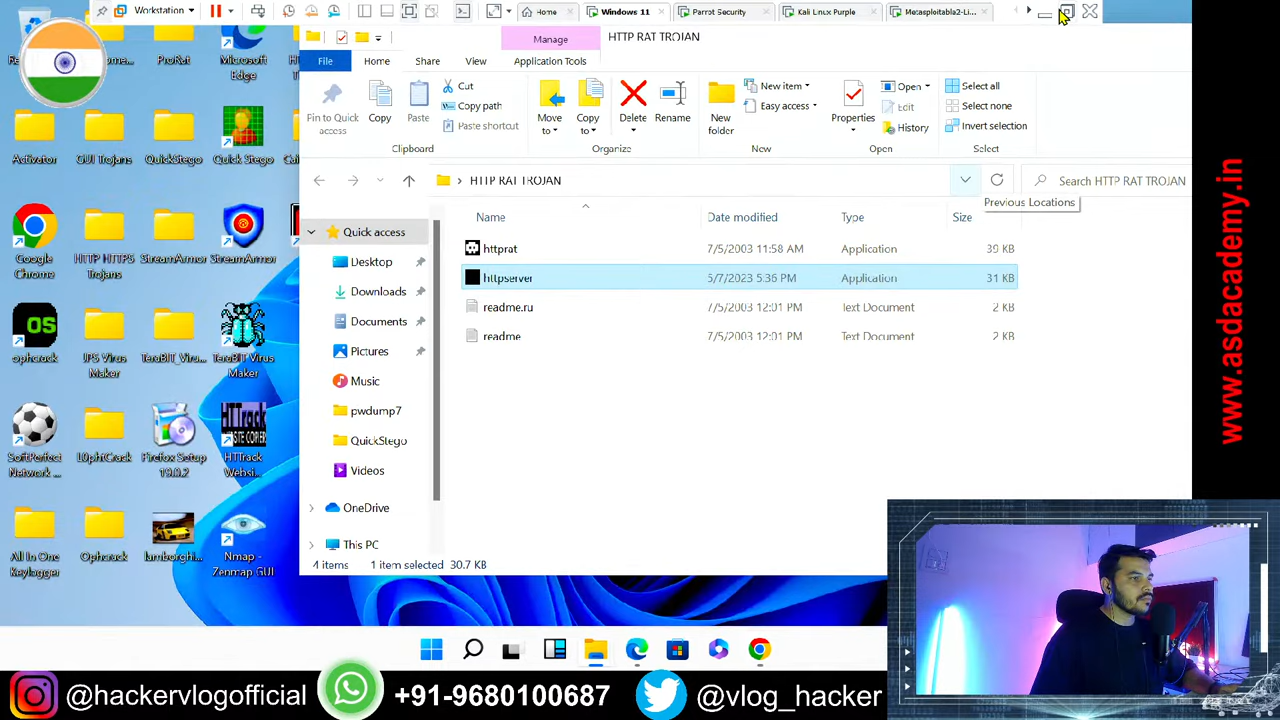 Workstation
Home
Windows 11
Parrot Security
Kali Linux Purple
Metasploitable2-Li...
Manage
HTTP RAT TROJAN
File
Home
Share
View
Application Tools
Pin to Quick access
Copy
Paste
Cut
Copy path
Paste shortcut
Clipboard
Move to
Copy to
Delete
Rename
Organize
New folder
New item
Easy access
New
Properties
Open
Edit
History
Open
Select all
Select none
Invert selection
Select
HTTP RAT TROJAN
Search HTTP RAT TROJAN
Previous Locations
Name
Date modified
Type
Size
httprat 7/5/2003 11:58 AM Application 39 KB
httpserver 5/7/2023 5:36 PM Application 31 KB
readme.ru 7/5/2003 12:01 PM Text Document 2 KB
readme 7/5/2003 12:01 PM Text Document 2 KB
Quick access
Desktop
Downloads
Documents
Pictures
Music
pwdump7
QuickStego
Videos
OneDrive
This PC
4 items 1 item selected 30.7 KB
ProRat
Microsoft Edge
Activator
GUI Trojans
QuickStego
Quick Stego
Google Chrome
HTTP HTTPS Trojans
StreamArmor
StreamArmor
OS
ophcrack
JPS Virus Maker
TeraBIT_Viru...
TeraBIT Virus Maker
SoftPerfect Network ...
L0phtCrack
Firefox Setup 19.0.2
HTTrack Websi...
All In One Keylogger
Ophcrack
lamborghi...
Nmap - Zenmap GUI
www.asdacademy.in
@hackervlogofficial
+91-9680100687
@vlog_hacker